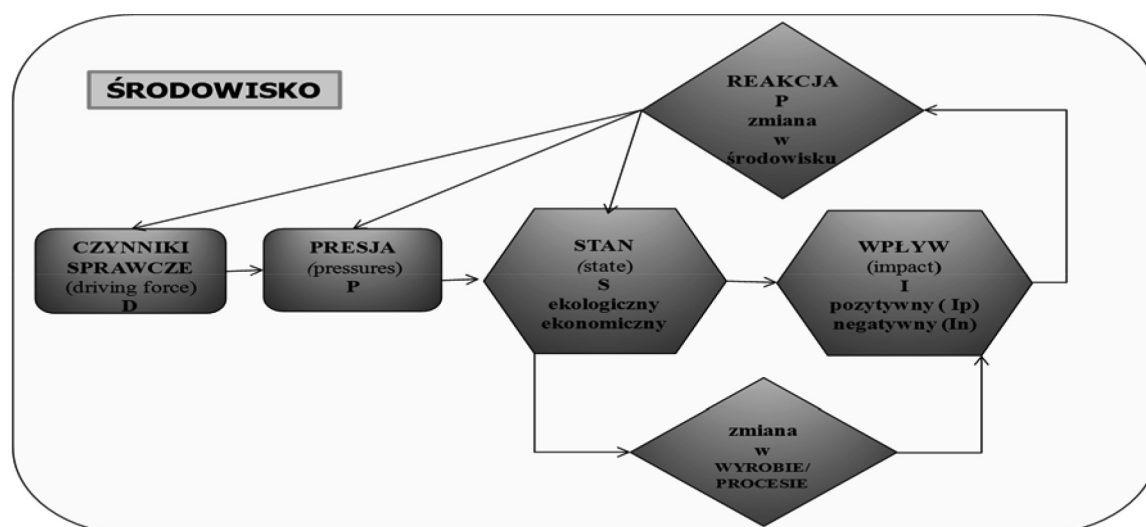 ŚRODOWISKO
REAKCJA
P
zmiana
w
środowisku
CZYNNIKI
SPRAWCZE
(driving force)
D
PRESJA
(pressures)
P
STAN
(state)
S
ekologiczny
ekonomiczny
WPŁYW
(impact)
I
pozytywny ( Ip)
negatywny (In)
zmiana
w
WYROBIE/
PROCESIE